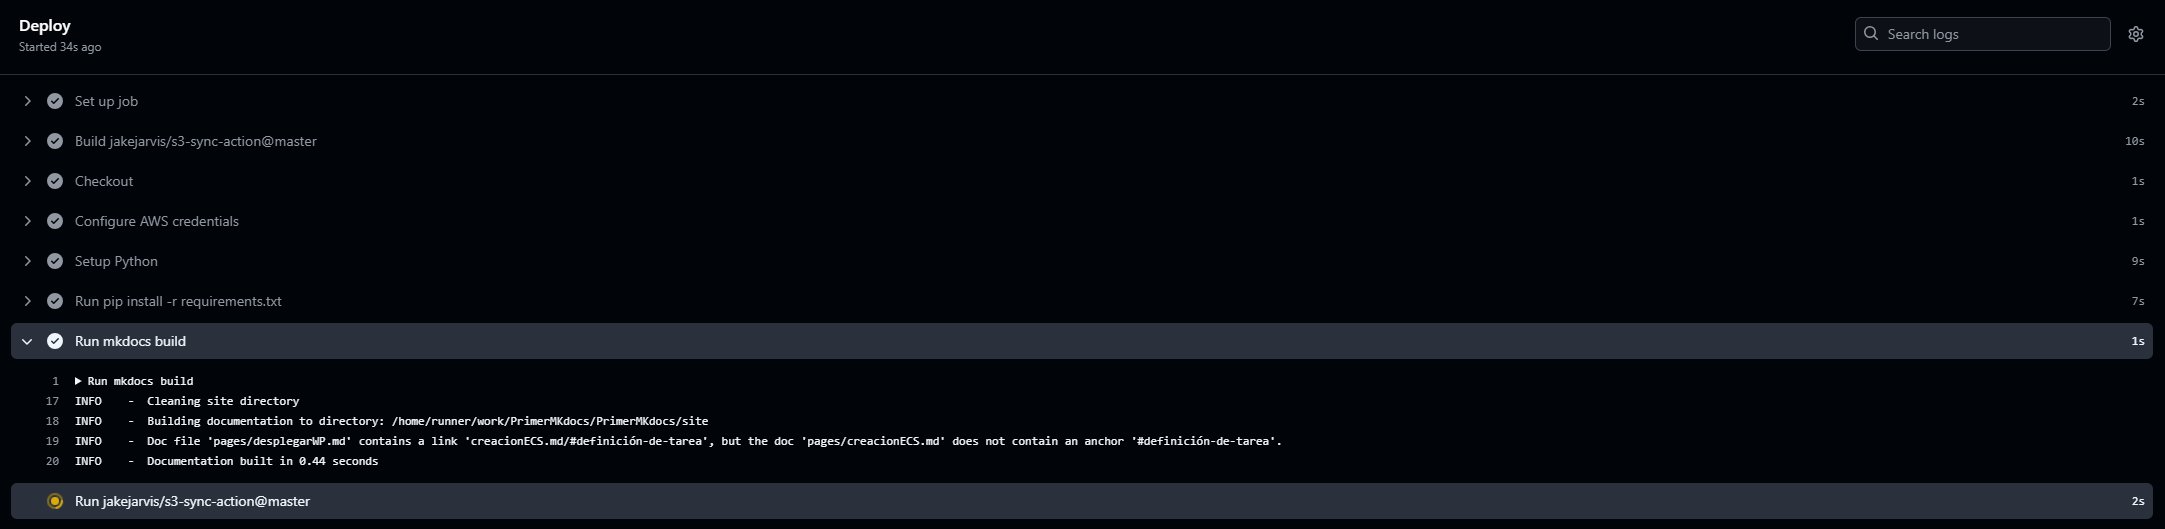 Deploy
Started 34s ago
Search logs
Set up job 2s
Build jakejarvis/s3-sync-action@master 10s
Checkout 1s
Configure AWS credentials 1s
Setup Python 9s
Run pip install -r requirements.txt 7s
Run mkdocs build 1s
1 ▶ Run mkdocs build
17 INFO - Cleaning site directory
18 INFO - Building documentation to directory: /home/runner/work/PrimerMKdocs/PrimerMKdocs/site
19 INFO - Doc file 'pages/desplegarWP.md' contains a link 'creacionECS.md/#definición-de-tarea', but the doc 'pages/creacionECS.md' does not contain an anchor '#definición-de-tarea'.
20 INFO - Documentation built in 0.44 seconds
Run jakejarvis/s3-sync-action@master 2s